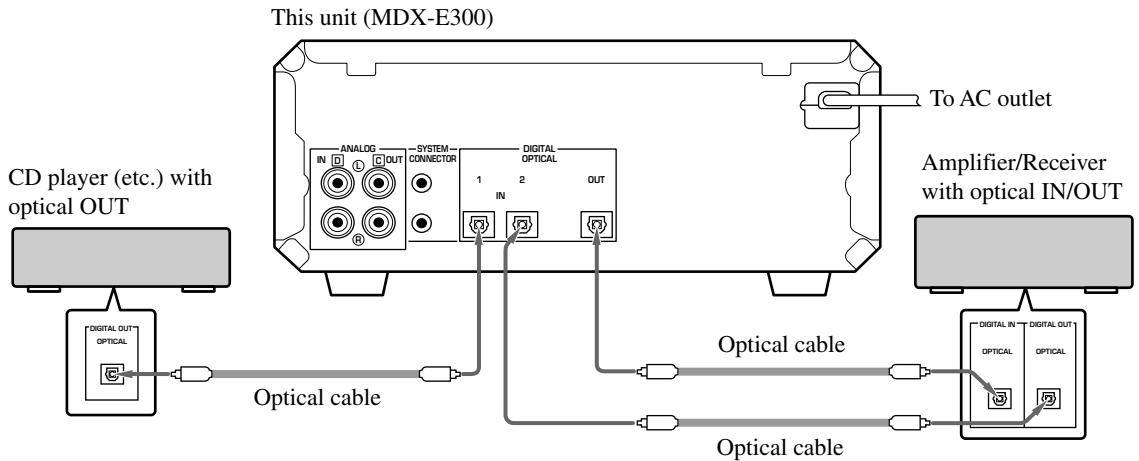 This unit (MDX-E300)
To AC outlet
ANALOG
SYSTEM
CONNECTOR
DIGITAL
OPTICAL
IN D L C OUT
1 2 OUT
IN
R
CD player (etc.) with
optical OUT
Amplifier/Receiver
with optical IN/OUT
DIGITAL OUT
OPTICAL
DIGITAL IN DIGITAL OUT
OPTICAL OPTICAL
Optical cable
Optical cable
Optical cable